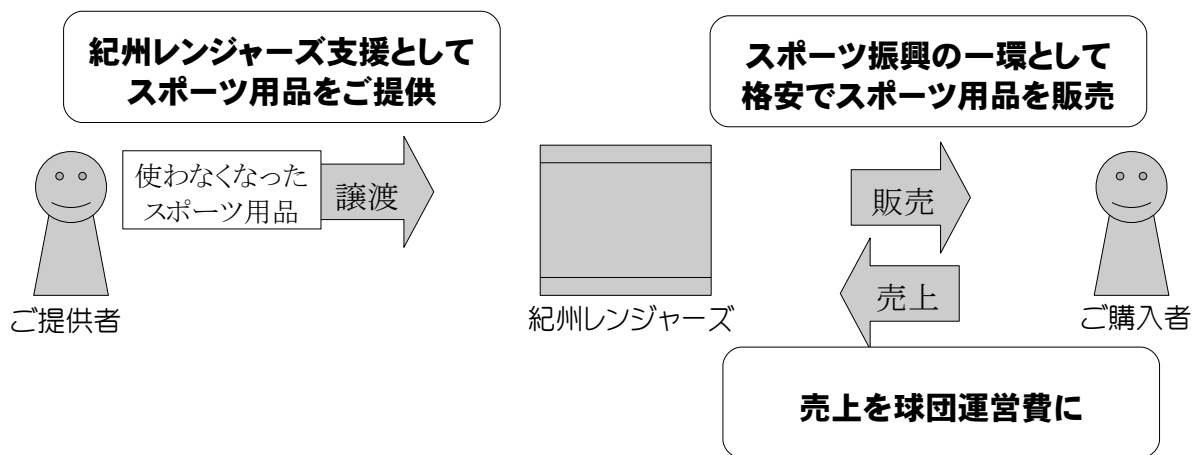 紀州レンジャーズ支援として
スポーツ用品をご提供
スポーツ振興の一環として
格安でスポーツ用品を販売
使わなくなった
スポーツ用品
譲渡
販売
売上
ご提供者
紀州レンジャーズ
ご購入者
売上を球団運営費に